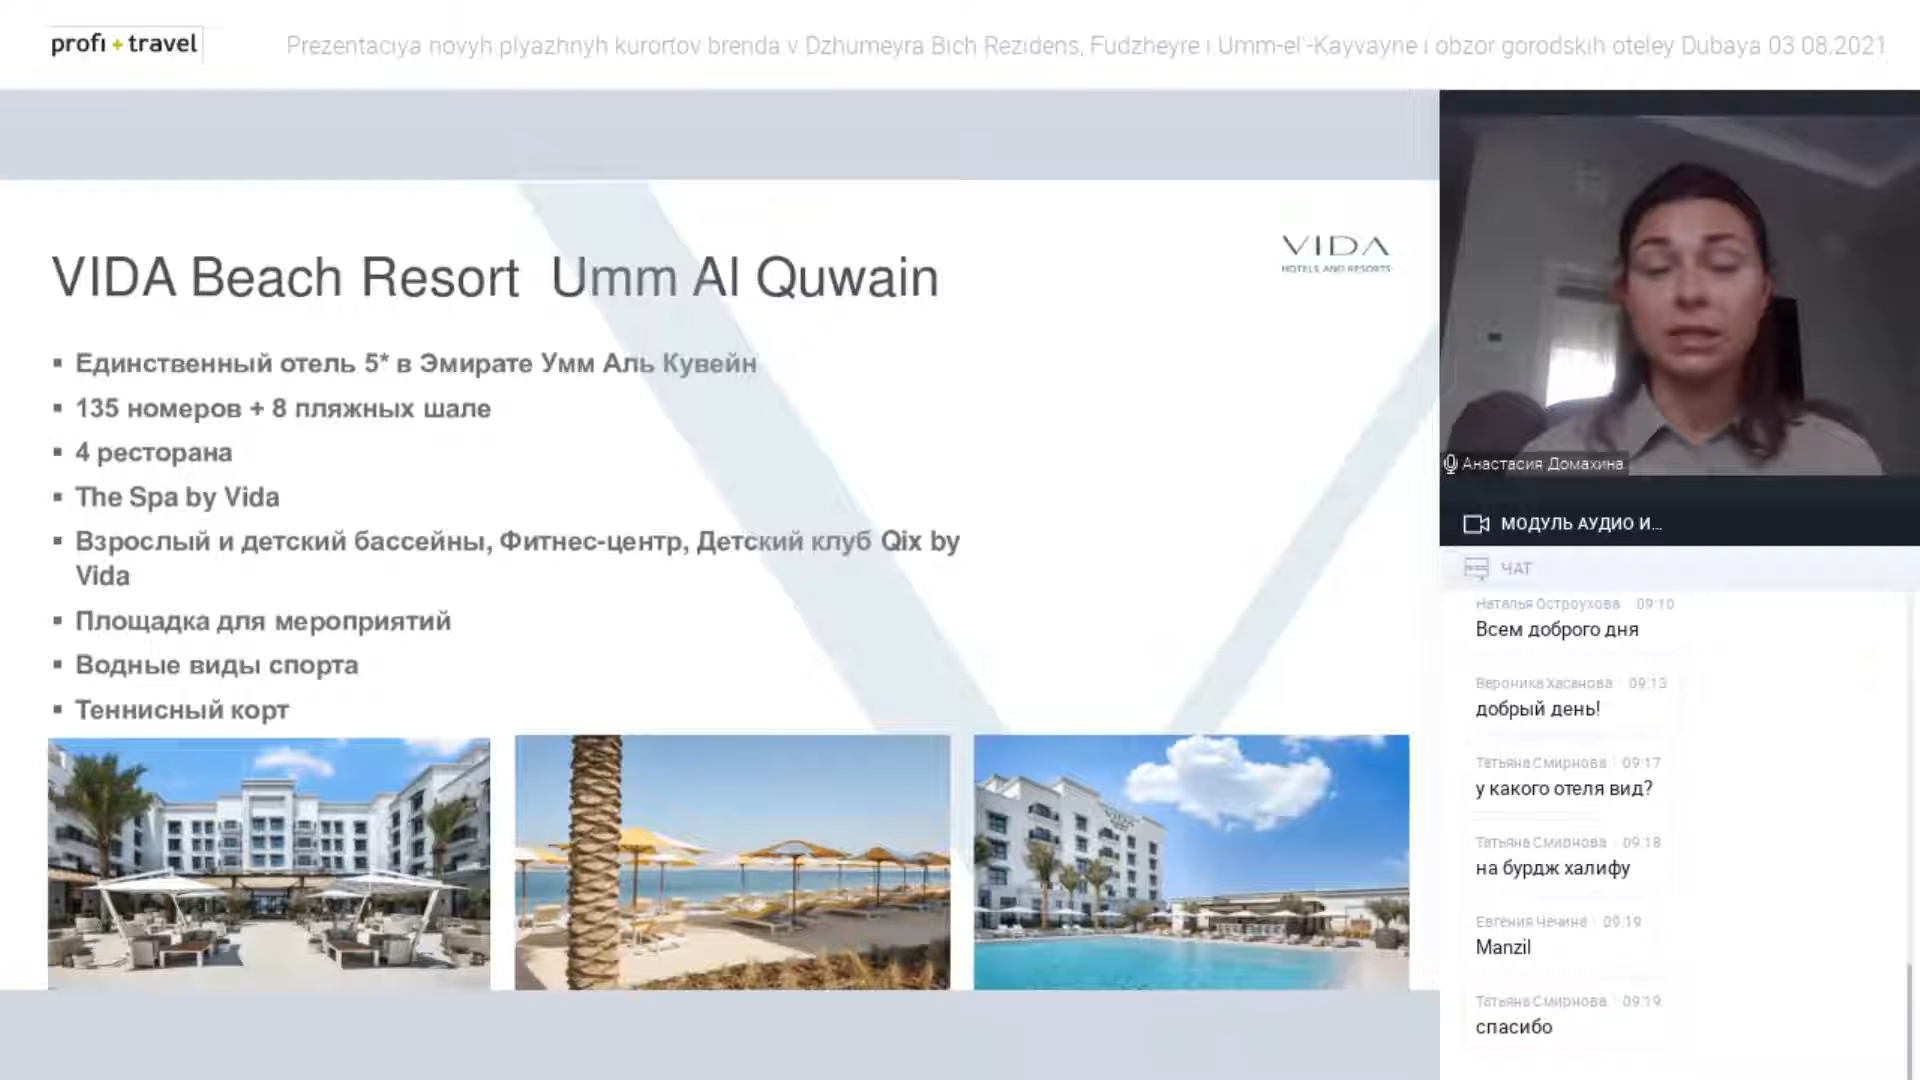 profi + travel
Prezentaciya novyh plyazhnyh kurortov brenda v Dzhumeyra Bich Rezidens, Fudzheyre i Umm-el'-Kayvayne i obzor gorodskih oteley Dubaya 03 08.2021
VIDA
HOTELS AND RESORTS
VIDA Beach Resort Umm Al Quwain
▪ Единственный отель 5* в Эмирате Умм Аль Кувейн
▪ 135 номеров + 8 пляжных шале
▪ 4 ресторана
▪ The Spa by Vida
▪ Взрослый и детский бассейны, Фитнес-центр, Детский клуб Qix by
Vida
▪ Площадка для мероприятий
▪ Водные виды спорта
▪ Теннисный корт
VIDA
Анастасия Домахина
МОДУЛЬ АУДИО И...
ЧАТ
Наталья Остроухова 09:10
Всем доброго дня
Вероника Хасанова 09:13
добрый день!
Татьяна Смирнова 09:17
у какого отеля вид?
Татьяна Смирнова 09:18
на бурдж халифу
Евгения Чечина 09:19
Manzil
Татьяна Смирнова 09:19
спасибо